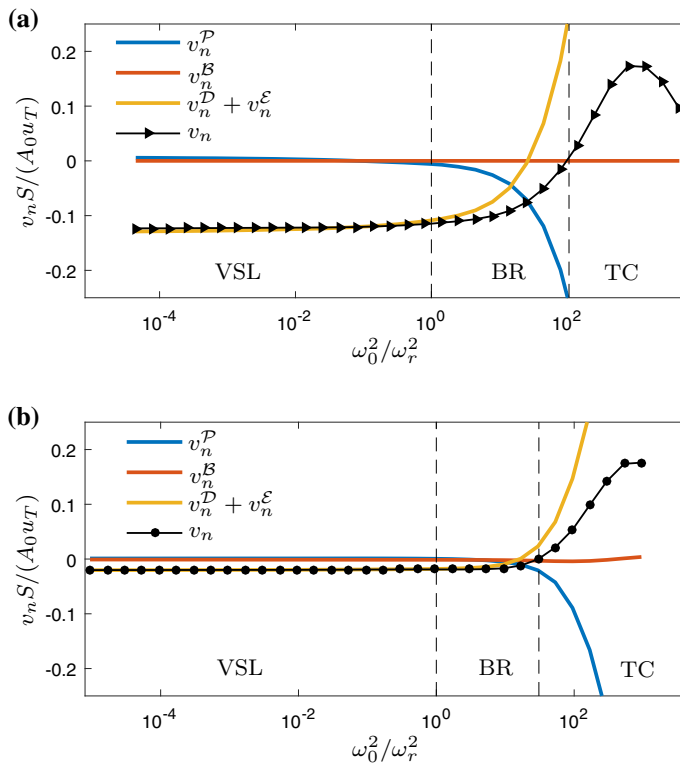 (a)
v_n^P
v_n^B
v_n^D + v_n^E
v_n
0.2
0.1
0
-0.1
-0.2
v_n S/(A_0 u_T)
VSL
BR
TC
10^-4
10^-2
10^0
10^2
ω_0^2/ω_r^2
(b)
v_n^P
v_n^B
v_n^D + v_n^E
v_n
0.2
0.1
0
-0.1
-0.2
v_n S/(A_0 u_T)
VSL
BR
TC
10^-4
10^-2
10^0
10^2
ω_0^2/ω_r^2